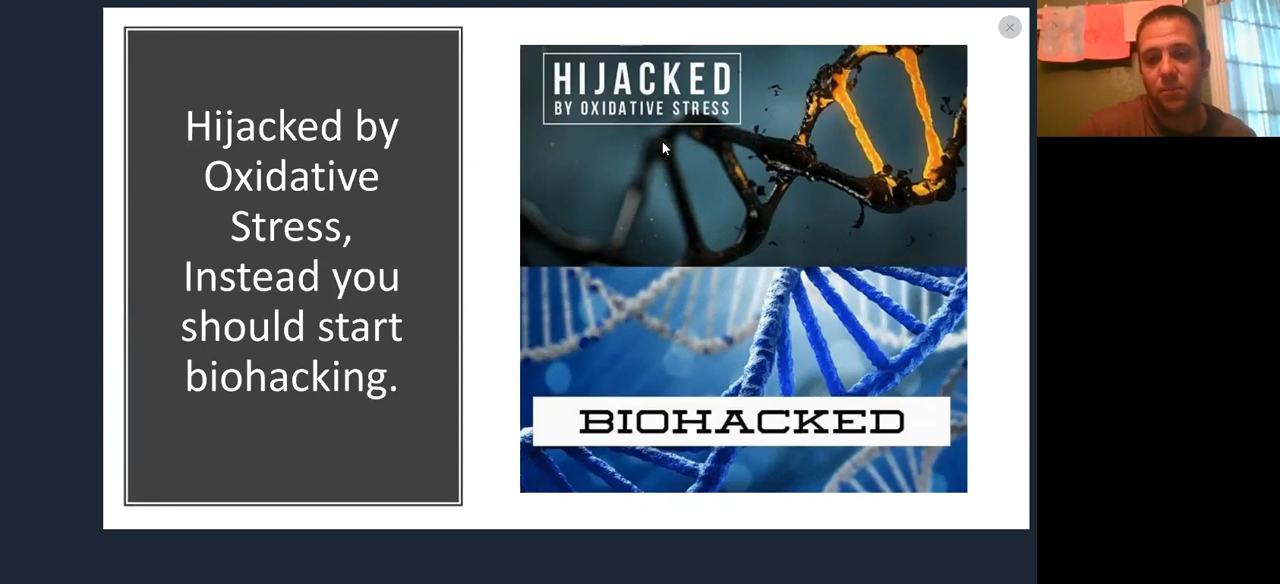 Hijacked by
Oxidative
Stress,
Instead you
should start
biohacking.
HIJACKED
BY OXIDATIVE STRESS
BIOHACKED